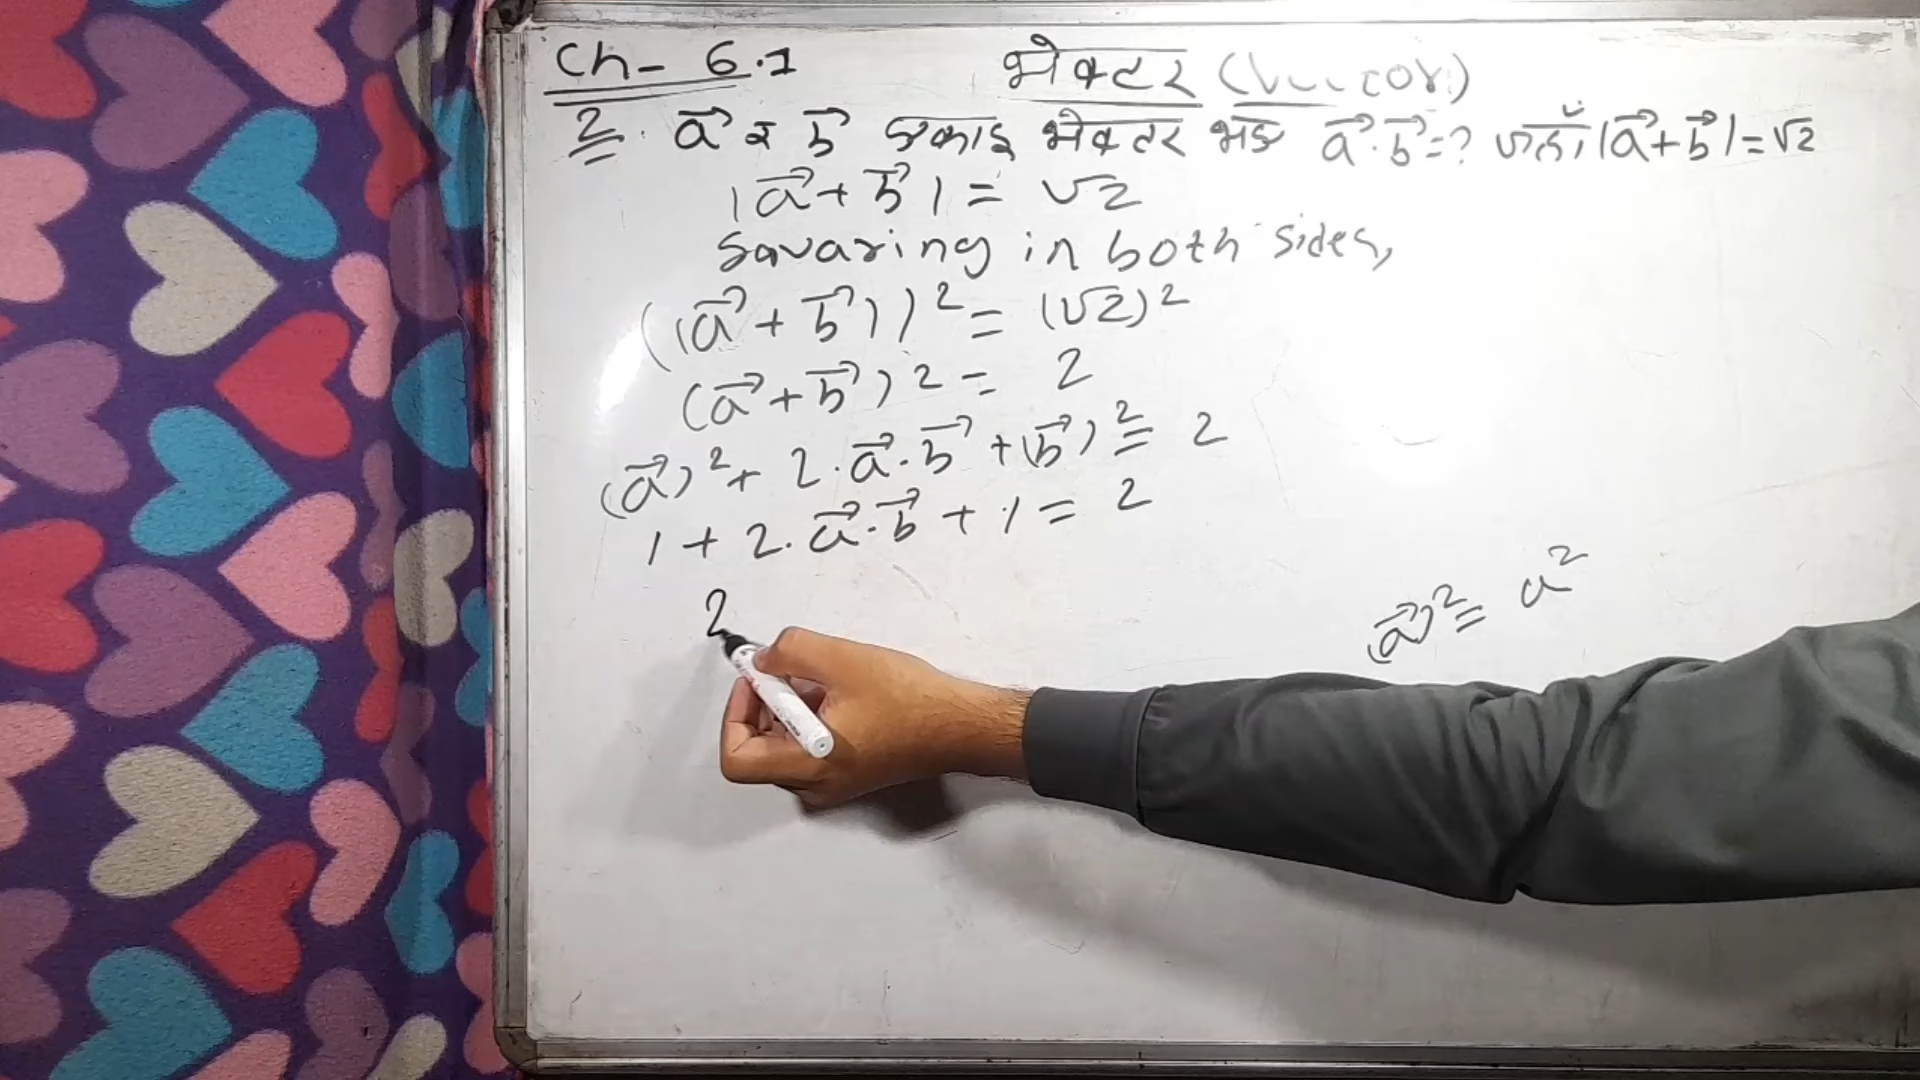 Ch- 6.1 भेक्टर (Vector)
2. a⃗ र b⃗ एकाइ भेक्टर भए a⃗·b⃗=? जहाँ |a⃗+b⃗|=√2
|a⃗+b⃗| = √2
Squaring in both sides,
(|a⃗+b⃗|)² = (√2)²
(a⃗+b⃗)² = 2
(a⃗)² + 2·a⃗·b⃗ + (b⃗)² = 2
1 + 2·a⃗·b⃗ + 1 = 2
2
(a⃗)² = a²